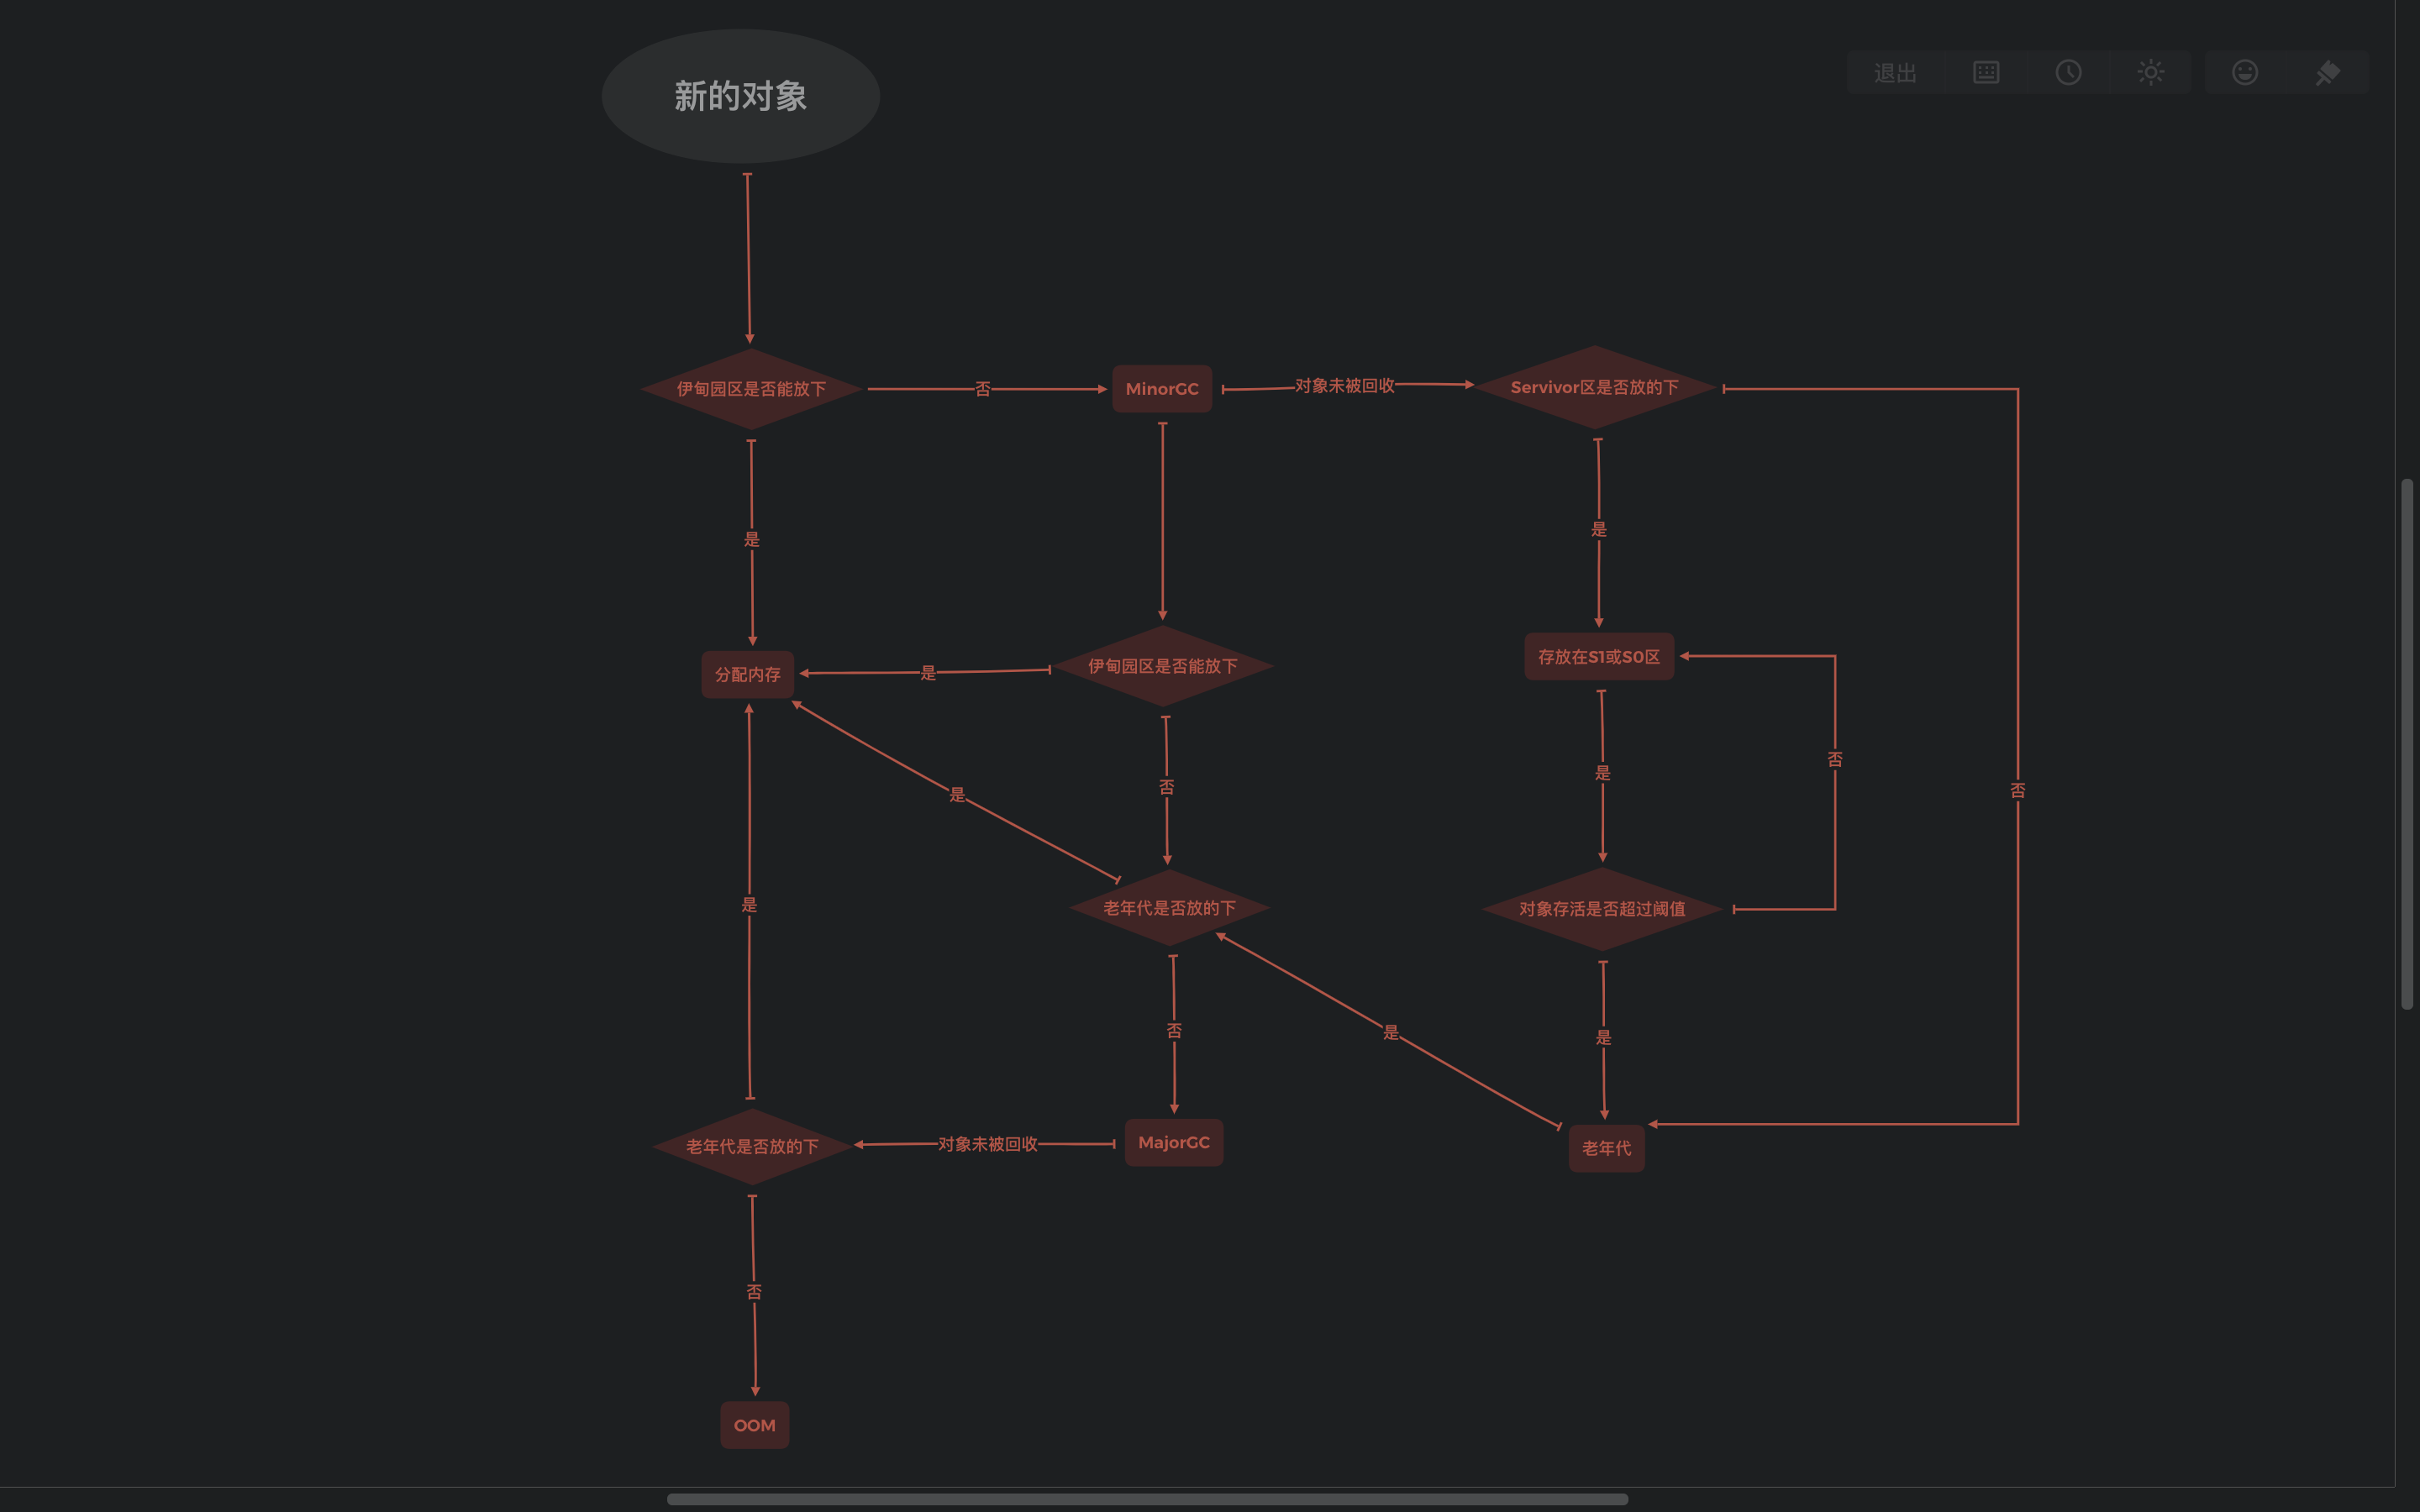 新的对象
退出
伊甸园区是否能放下
否
MinorGC
对象未被回收
Servivor区是否放的下
是
是
分配内存
是
伊甸园区是否能放下
存放在S1或S0区
是
否
是
否
否
是
老年代是否放的下
对象存活是否超过阈值
否
是
是
老年代是否放的下
对象未被回收
MajorGC
老年代
否
OOM